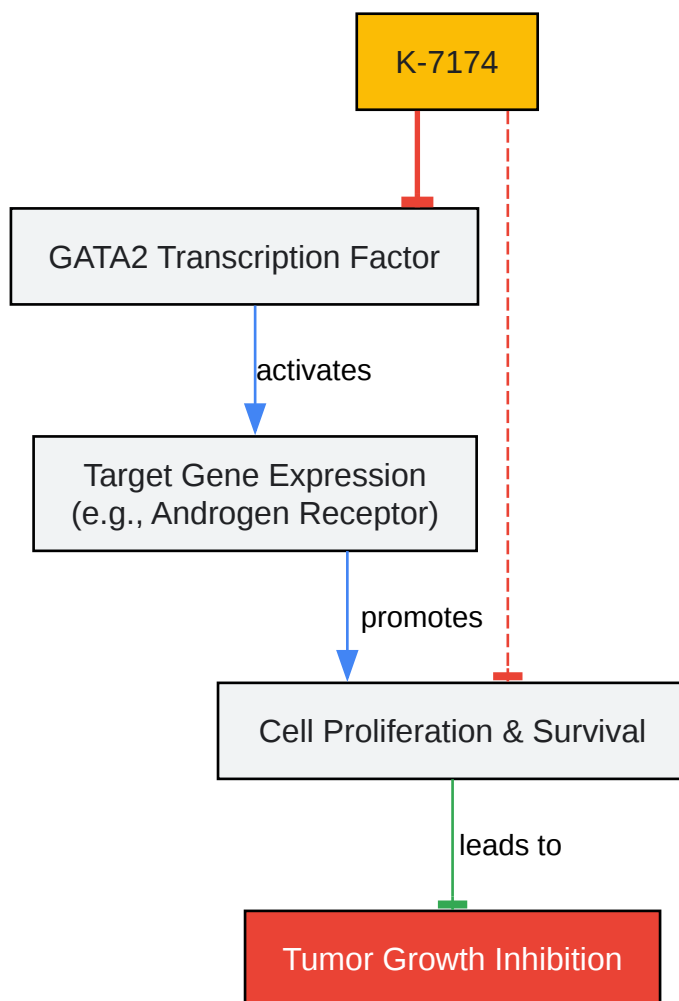 K-7174
GATA2 Transcription Factor
activates
Target Gene Expression
(e.g., Androgen Receptor)
promotes
Cell Proliferation & Survival
leads to
Tumor Growth Inhibition